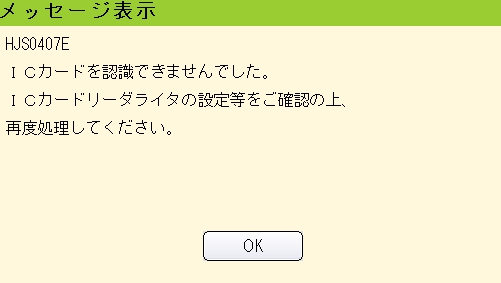 メッセージ表示
HJS0407E
ＩＣカードを認識できませんでした。
ＩＣカードリーダライタの設定等をご確認の上、
再度処理してください。
OK